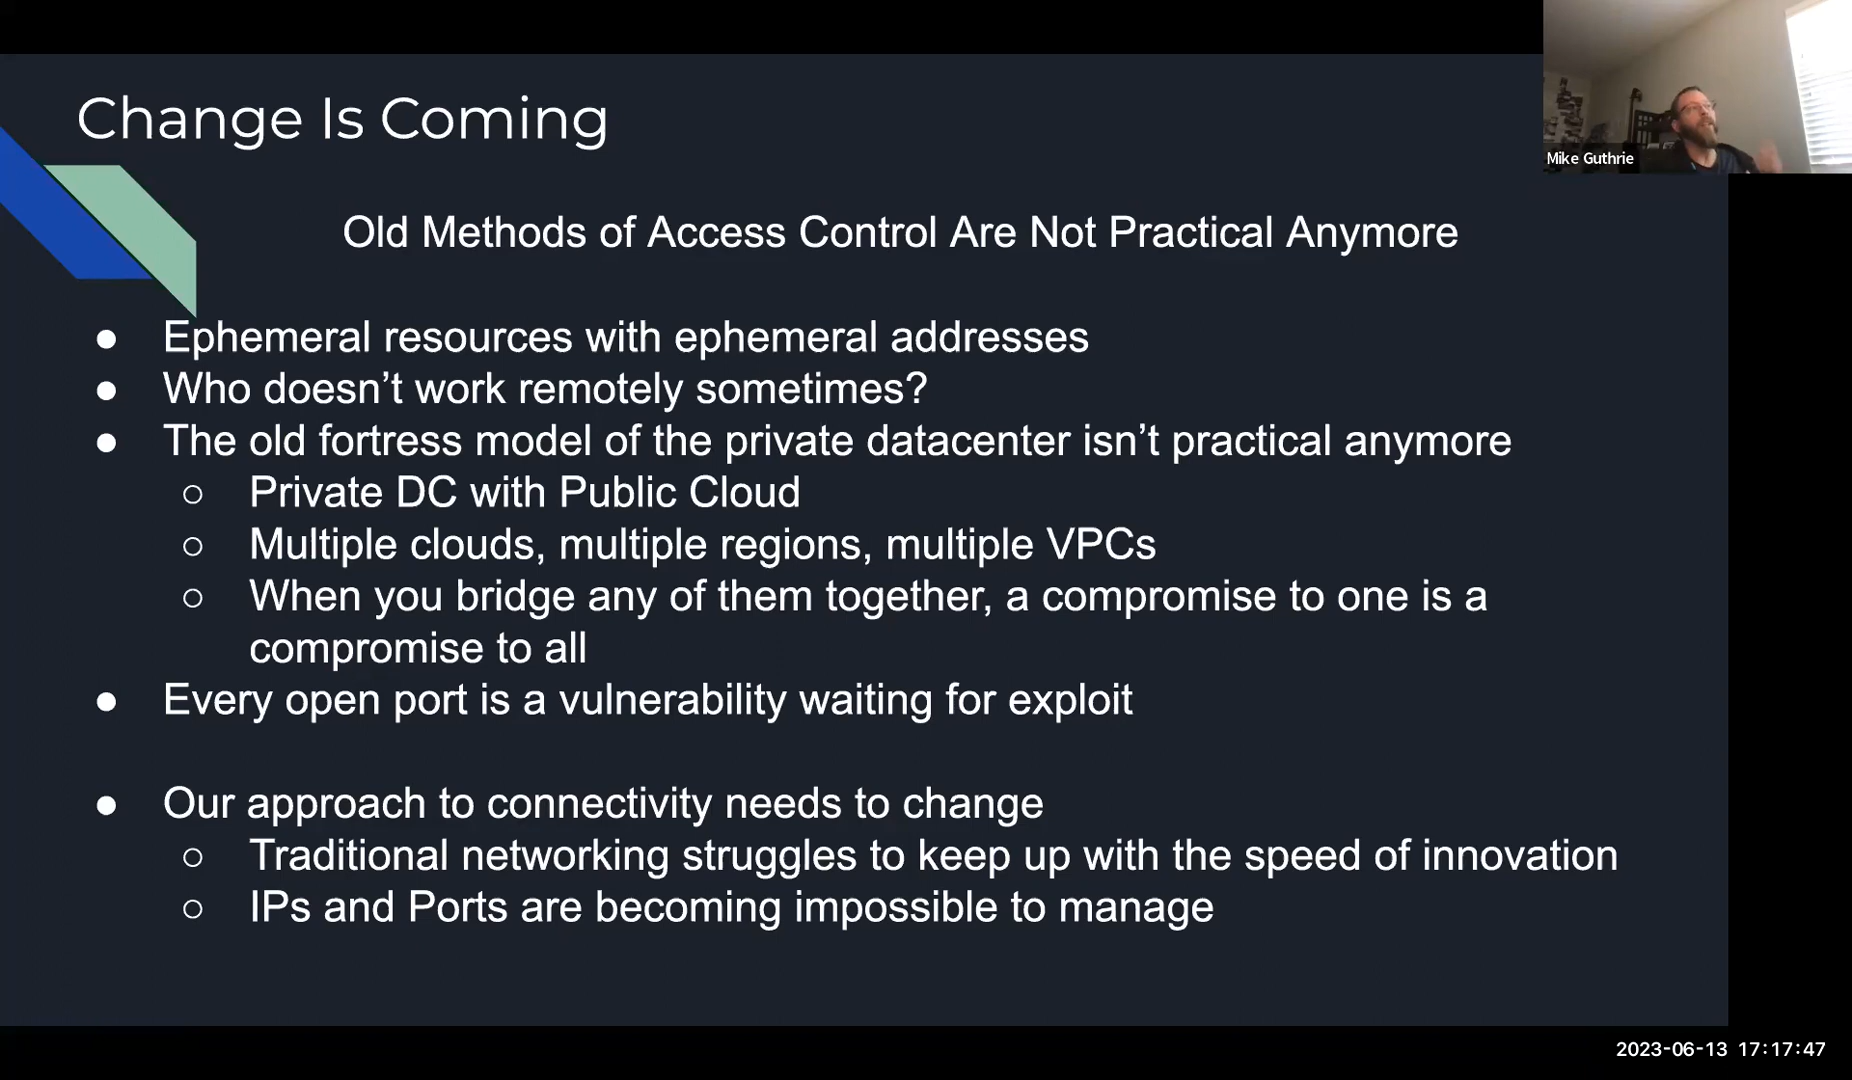 Change Is Coming
Mike Guthrie
Old Methods of Access Control Are Not Practical Anymore
● Ephemeral resources with ephemeral addresses
● Who doesn’t work remotely sometimes?
● The old fortress model of the private datacenter isn’t practical anymore
○ Private DC with Public Cloud
○ Multiple clouds, multiple regions, multiple VPCs
○ When you bridge any of them together, a compromise to one is a
compromise to all
● Every open port is a vulnerability waiting for exploit
● Our approach to connectivity needs to change
○ Traditional networking struggles to keep up with the speed of innovation
○ IPs and Ports are becoming impossible to manage
2023-06-13 17:17:47